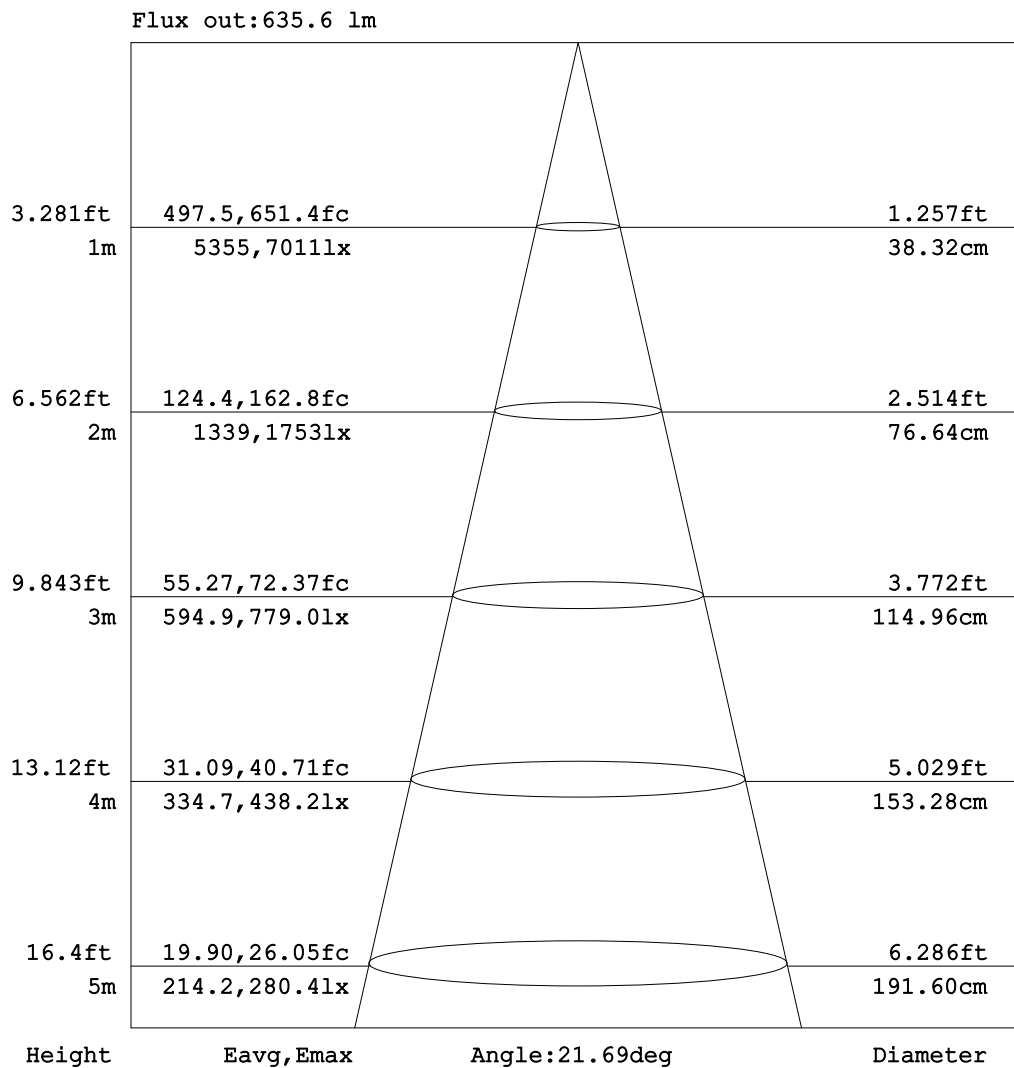 Flux out:635.6 lm
3.281ft 497.5,651.4fc 1.257ft
1m 5355,7011lx 38.32cm
6.562ft 124.4,162.8fc 2.514ft
2m 1339,1753lx 76.64cm
9.843ft 55.27,72.37fc 3.772ft
3m 594.9,779.0lx 114.96cm
13.12ft 31.09,40.71fc 5.029ft
4m 334.7,438.2lx 153.28cm
16.4ft 19.90,26.05fc 6.286ft
5m 214.2,280.4lx 191.60cm
Height Eavg,Emax Angle:21.69deg Diameter